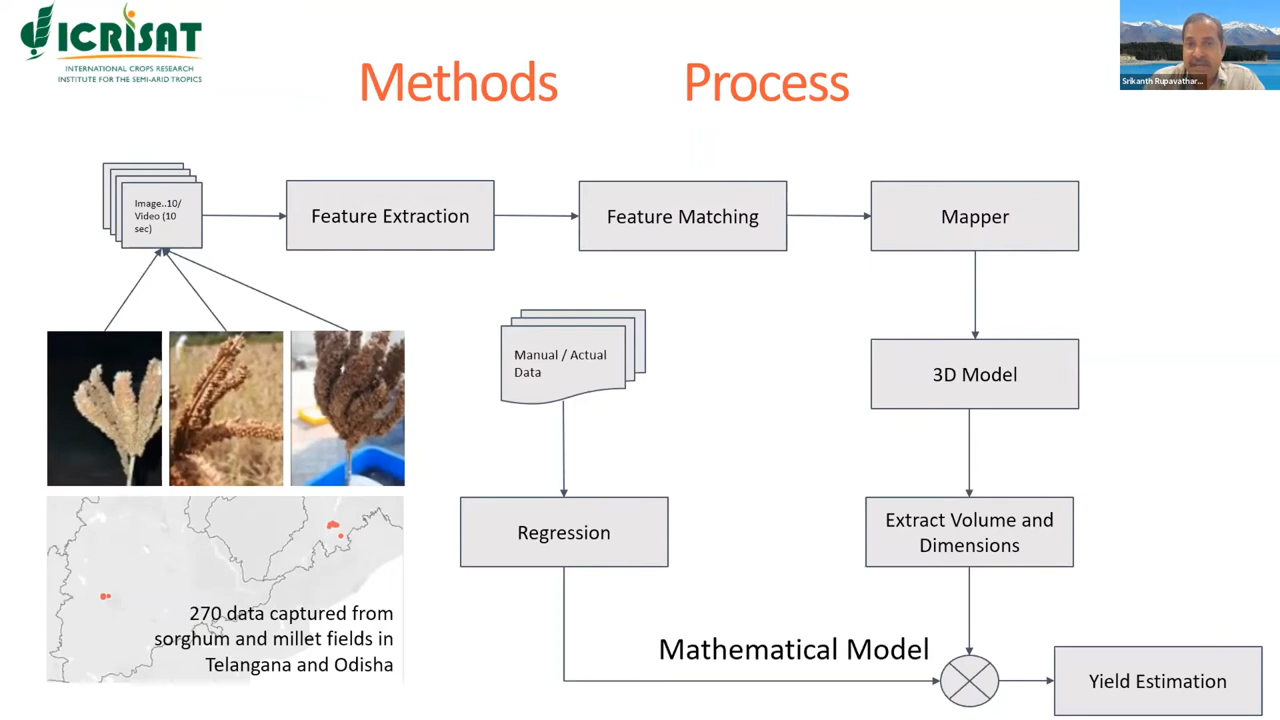 ICRISAT
INTERNATIONAL CROPS RESEARCH
INSTITUTE FOR THE SEMI-ARID TROPICS
Methods Process
Srikanth Rupavathar...
Image..10/
Video (10
sec)
Feature Extraction
Feature Matching
Mapper
Manual / Actual
Data
3D Model
Regression
Extract Volume and
Dimensions
270 data captured from
sorghum and millet fields in
Telangana and Odisha
Mathematical Model
Yield Estimation